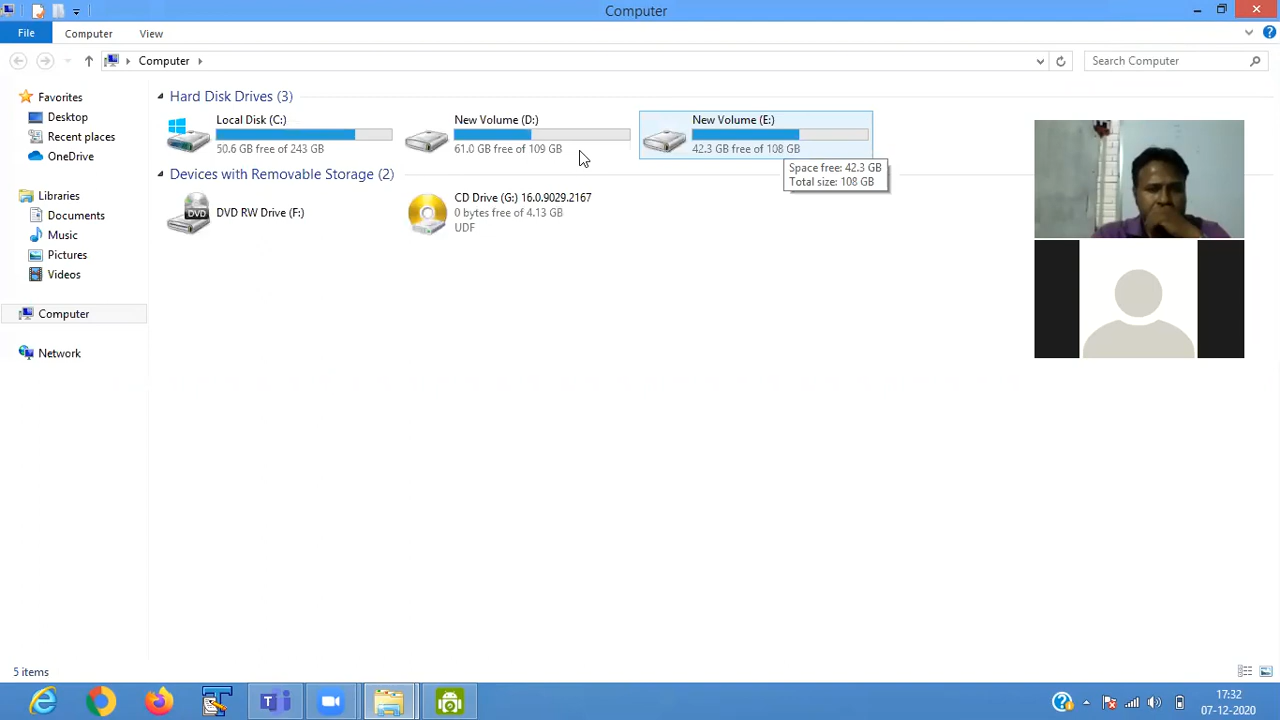 Computer
File
Computer
View
Computer
Search Computer
Favorites
Desktop
Recent places
OneDrive
Libraries
Documents
Music
Pictures
Videos
Computer
Network
Hard Disk Drives (3)
Local Disk (C:)
50.6 GB free of 243 GB
New Volume (D:)
61.0 GB free of 109 GB
New Volume (E:)
42.3 GB free of 108 GB
Space free: 42.3 GB
Total size: 108 GB
Devices with Removable Storage (2)
DVD
DVD RW Drive (F:)
CD Drive (G:) 16.0.9029.2167
0 bytes free of 4.13 GB
UDF
5 items
17:32
07-12-2020